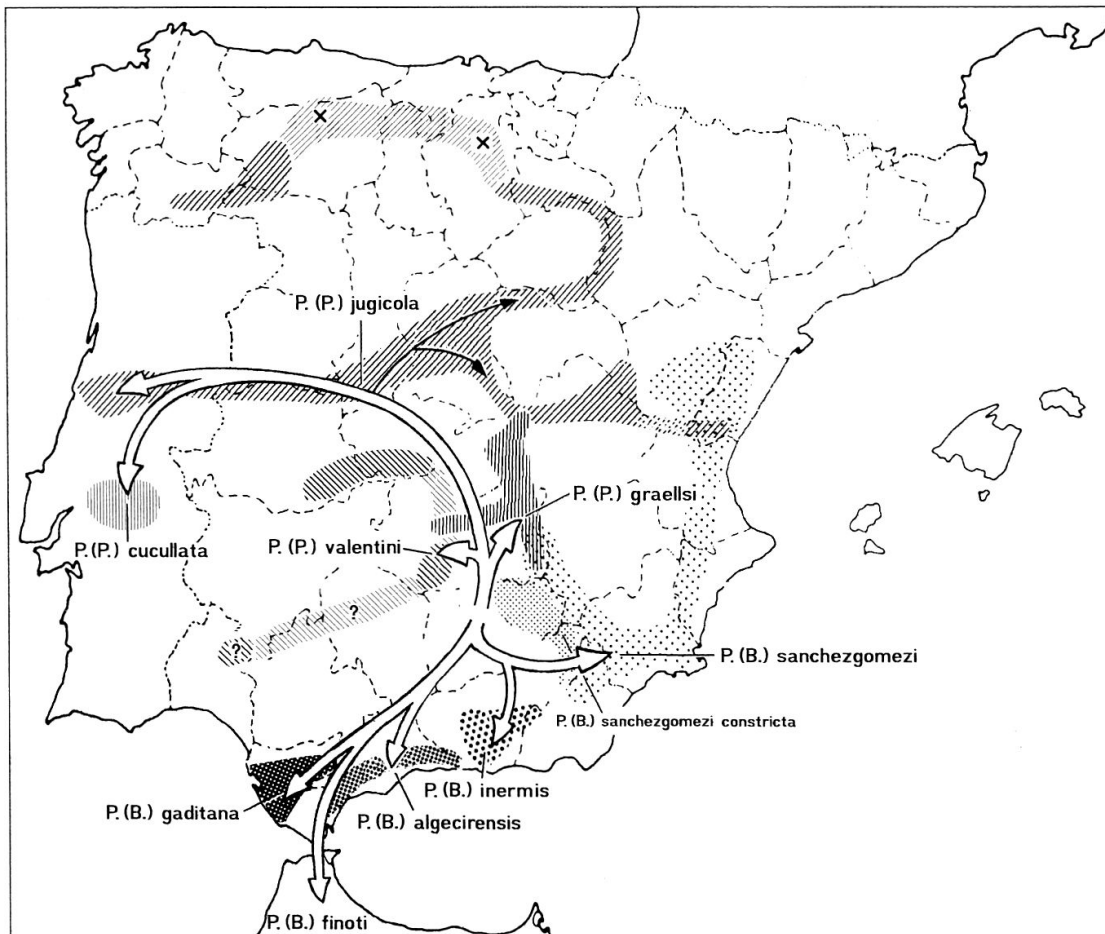 ×
×
P. (P.) jugicola
P. (P.) graellsi
P. (P.) cucullata
P. (P.) valentini
?
?
P. (B.) sanchezgomezi
P. (B.) sanchezgomezi constricta
P. (B.) inermis
P. (B.) gaditana
P. (B.) algecirensis
P. (B.) finoti